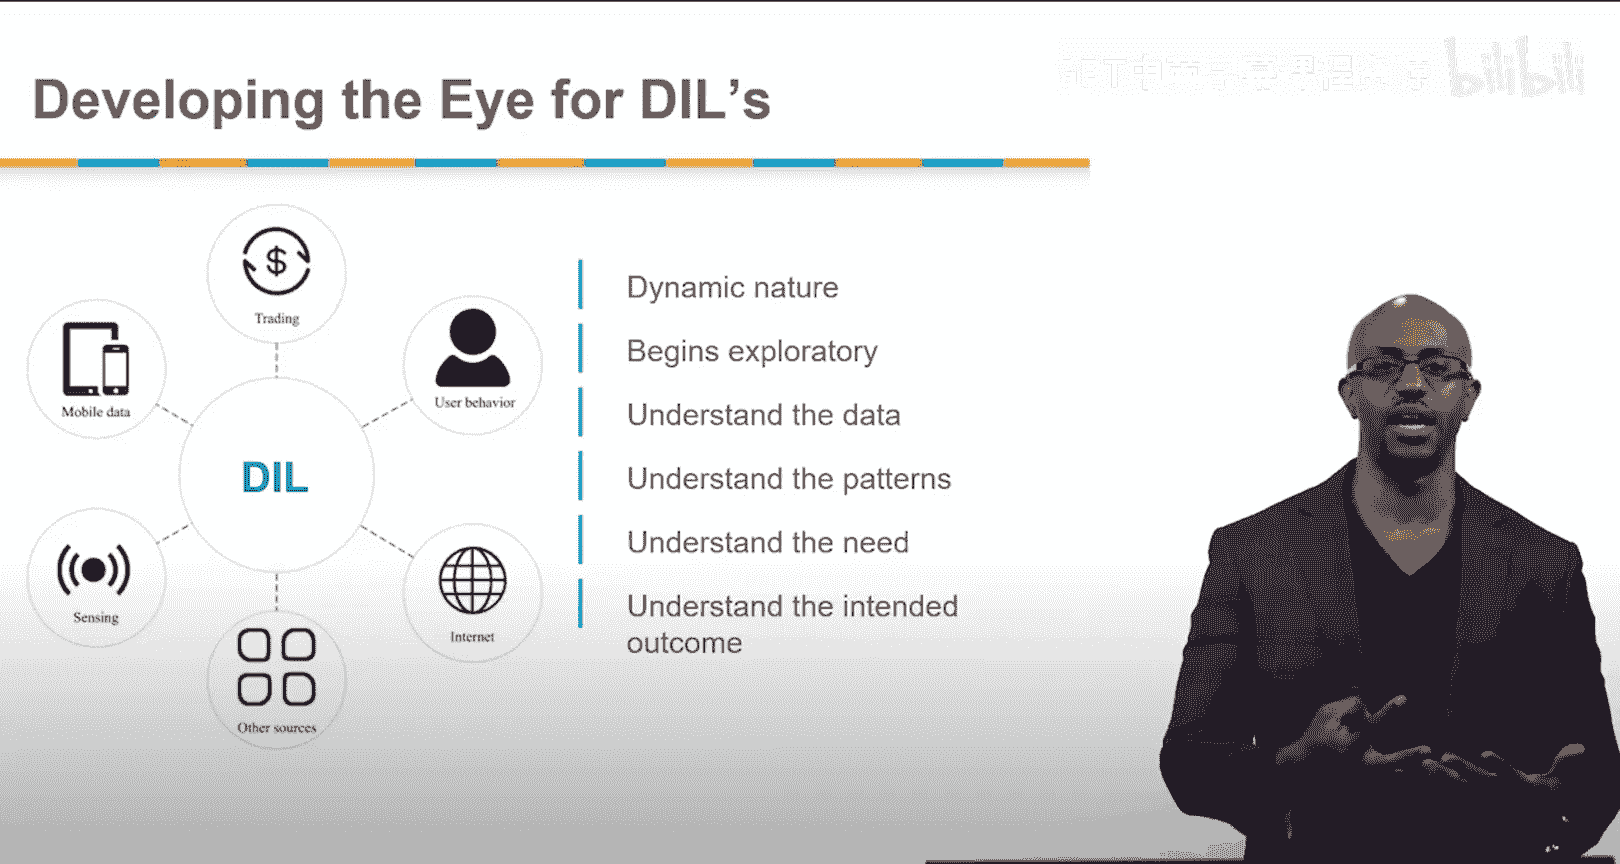 Developing the Eye for DIL's
bilibili
Trading
Mobile data
User behavior
DIL
Sensing
Internet
Other sources
Dynamic nature
Begins exploratory
Understand the data
Understand the patterns
Understand the need
Understand the intended
outcome